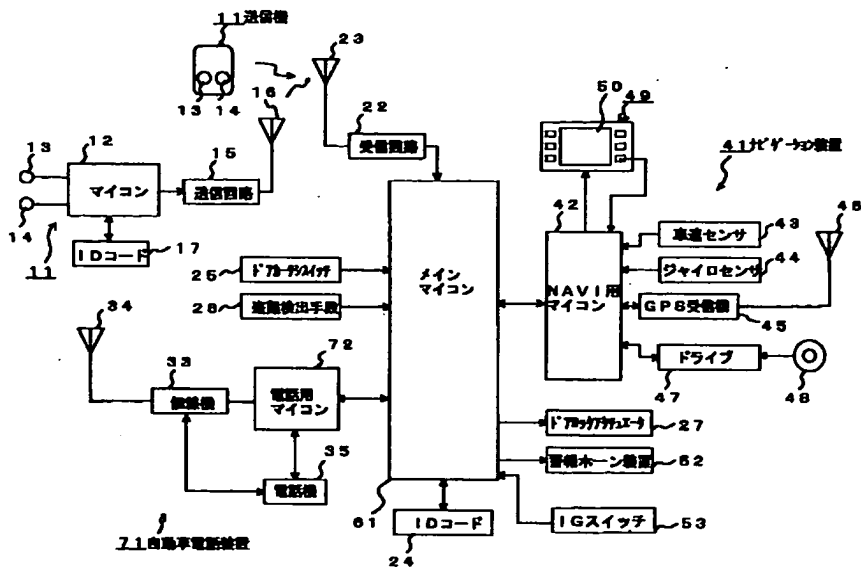 11送信機
23
13
14
16
22
受信回路
50
49
41ナビゲーション装置
13
12
マイコン
15
送信回路
14
11
17
IDコード
42
NAVI用
マイコン
車速センサ
43
ジャイロセンサ
44
GPS受信機
45
46
メイン
マイコン
25
ドアカーテシスイッチ
26
盗難検出手段
34
33
無線機
72
電話用
マイコン
35
電話機
ドライブ
47
48
ドアロックアクチュエータ
27
警報ホーン装置
52
IGスイッチ
53
61
IDコード
24
71自動車電話装置